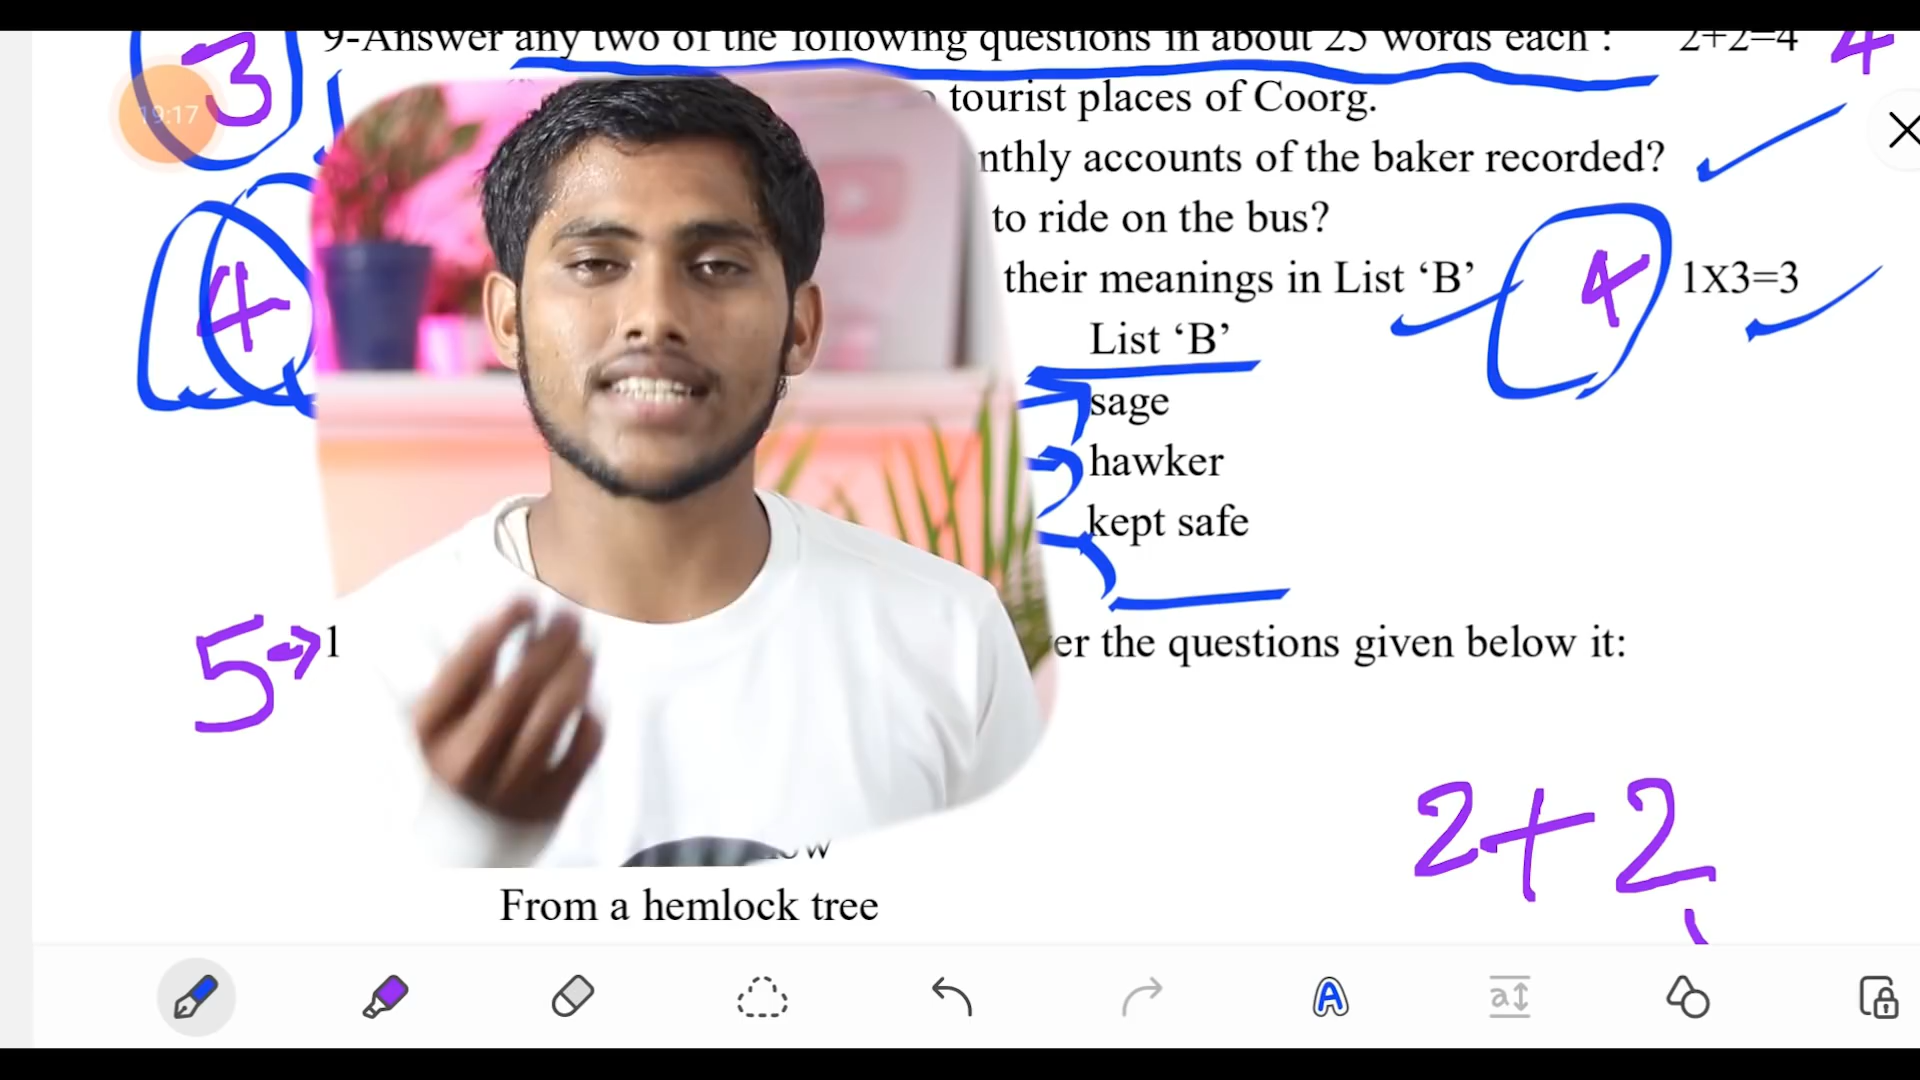 3 9-Answer any two of the following questions in about 25 words each : 2+2=4 4
19:17
tourist places of Coorg.
accounts of the baker recorded?
to ride on the bus?
4 their meanings in List ‘B’ 4 1X3=3
List ‘B’
sage
hawker
kept safe
5 1 the questions given below it:
2+2
From a hemlock tree
A
a